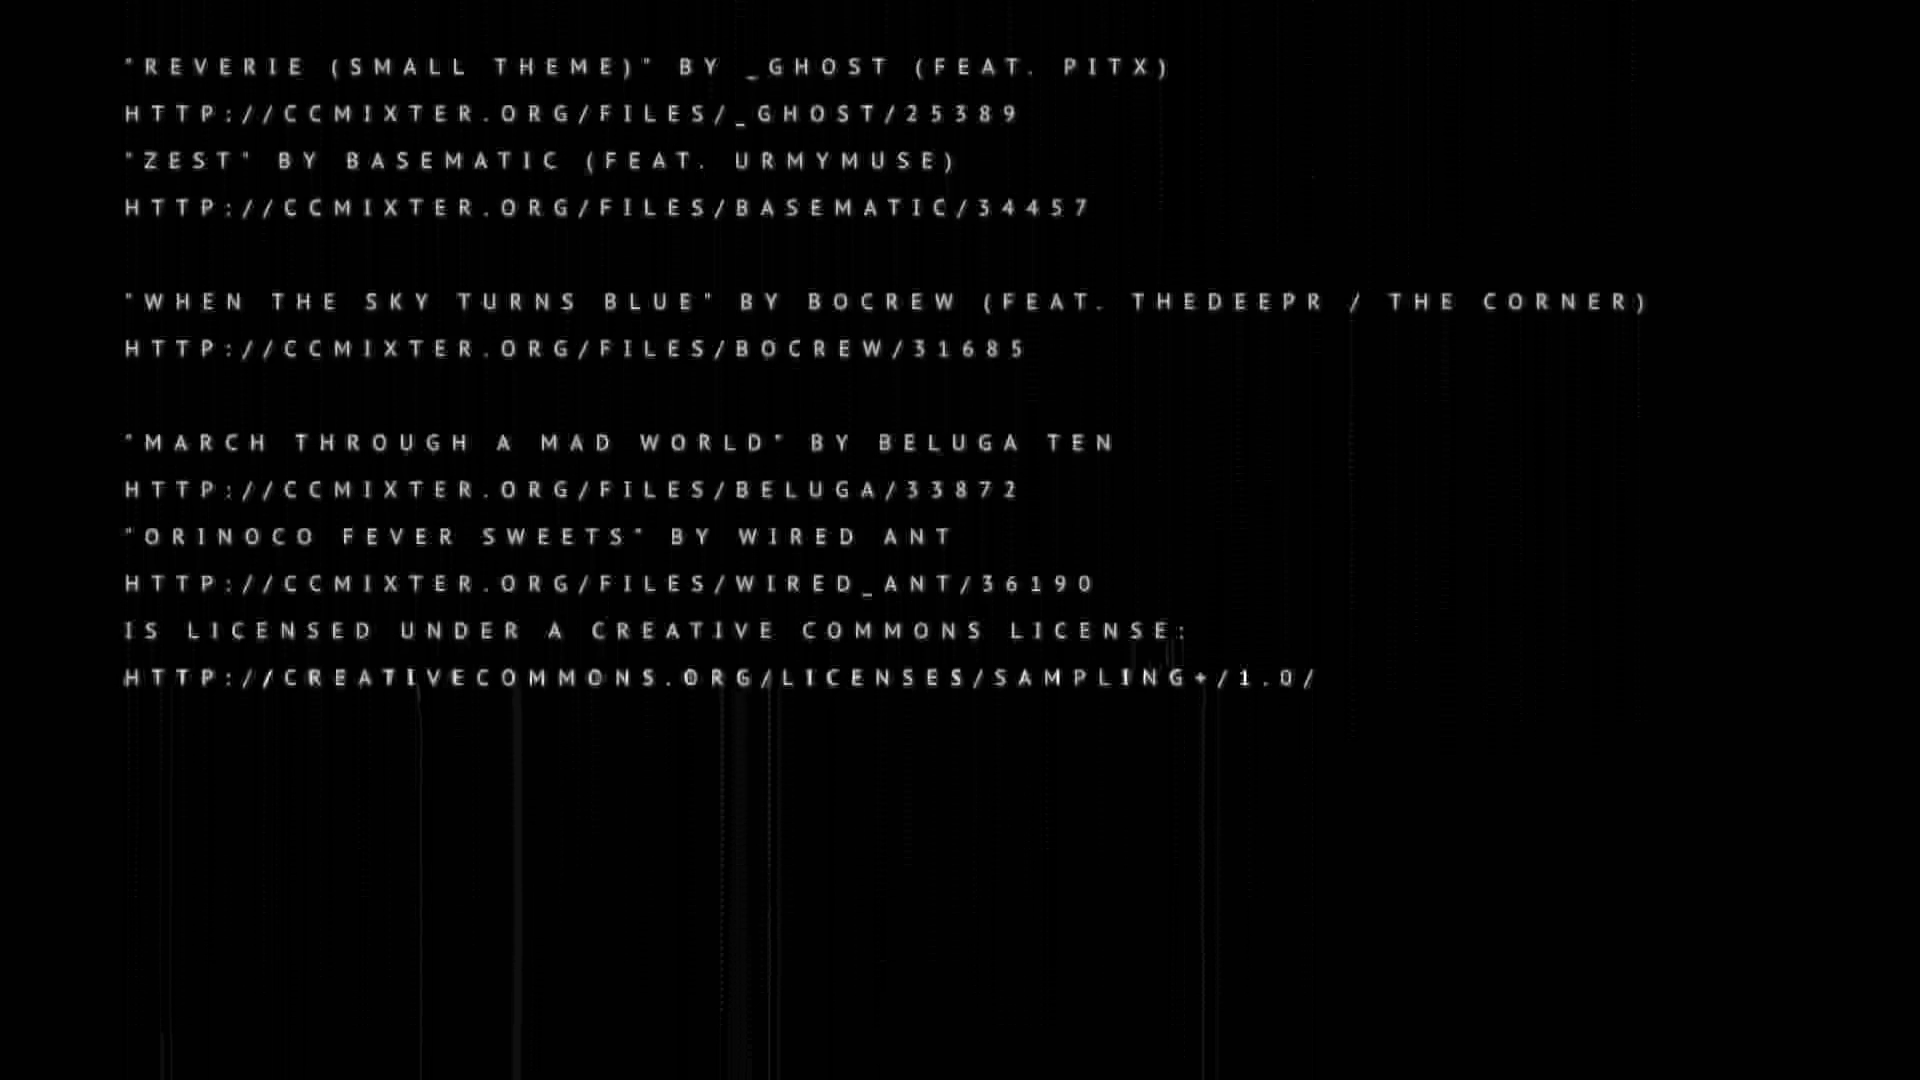 "REVERIE (SMALL THEME)" BY _GHOST (FEAT. PITX)
HTTP://CCMIXTER.ORG/FILES/_GHOST/25389
"ZEST" BY BASEMATIC (FEAT. URMYMUSE)
HTTP://CCMIXTER.ORG/FILES/BASEMATIC/34457
"WHEN THE SKY TURNS BLUE" BY BOCREW (FEAT. THEDEEPR / THE CORNER)
HTTP://CCMIXTER.ORG/FILES/BOCREW/31685
"MARCH THROUGH A MAD WORLD" BY BELUGA TEN
HTTP://CCMIXTER.ORG/FILES/BELUGA/33872
"ORINOCO FEVER SWEETS" BY WIRED ANT
HTTP://CCMIXTER.ORG/FILES/WIRED_ANT/36190
IS LICENSED UNDER A CREATIVE COMMONS LICENSE:
HTTP://CREATIVECOMMONS.ORG/LICENSES/SAMPLING+/1.0/